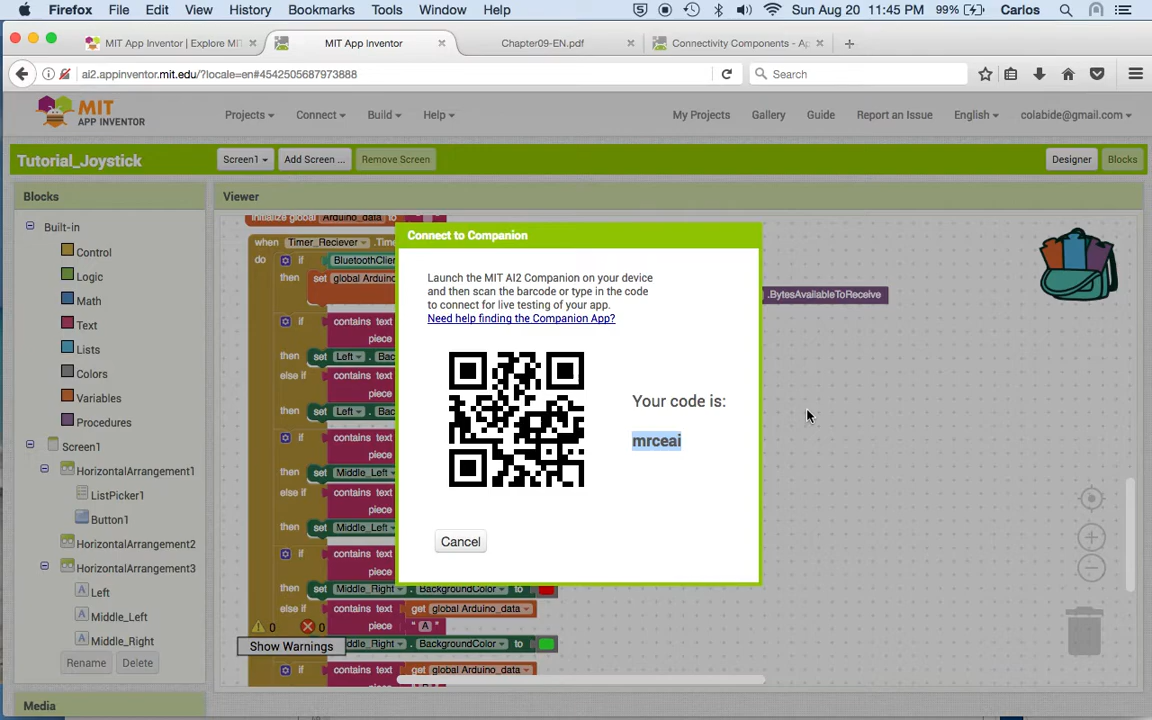 Firefox File Edit View History Bookmarks Tools Window Help Sun Aug 20 11:45 PM 99% Carlos
MIT App Inventor | Explore MIT
MIT App Inventor
Chapter09-EN.pdf
Connectivity Components - Ap
ai2.appinventor.mit.edu/?locale=en#4542505687973888
Search
MIT
APP INVENTOR
Projects Connect Build Help
My Projects Gallery Guide Report an Issue English colabide@gmail.com
Tutorial_Joystick
Screen1 Add Screen ... Remove Screen
Designer Blocks
Blocks
Viewer
Built-in
Control
Logic
Math
Text
Lists
Colors
Variables
Procedures
Screen1
HorizontalArrangement1
ListPicker1
Button1
HorizontalArrangement2
HorizontalArrangement3
Left
Middle_Left
Middle_Right
Rename Delete
Media
initialize global Arduino_data to
when Timer_Reciever .Time
do if BluetoothClie
then set global Arduino
.BytesAvailableToReceive
if contains text
piece
then set Left . Bac
else if contains text
piece
then set Left . Bac
if contains text
piece
then set Middle_Left
else if contains text
piece
then set Middle_Left
if contains text
piece
then set Middle_Right . BackgroundColor to
else if contains text get global Arduino_data
piece " A "
Middle_Right . BackgroundColor to
if contains text get global Arduino_data
0 0
Show Warnings
Connect to Companion
Launch the MIT AI2 Companion on your device
and then scan the barcode or type in the code
to connect for live testing of your app.
Need help finding the Companion App?
Your code is:
mrceai
Cancel